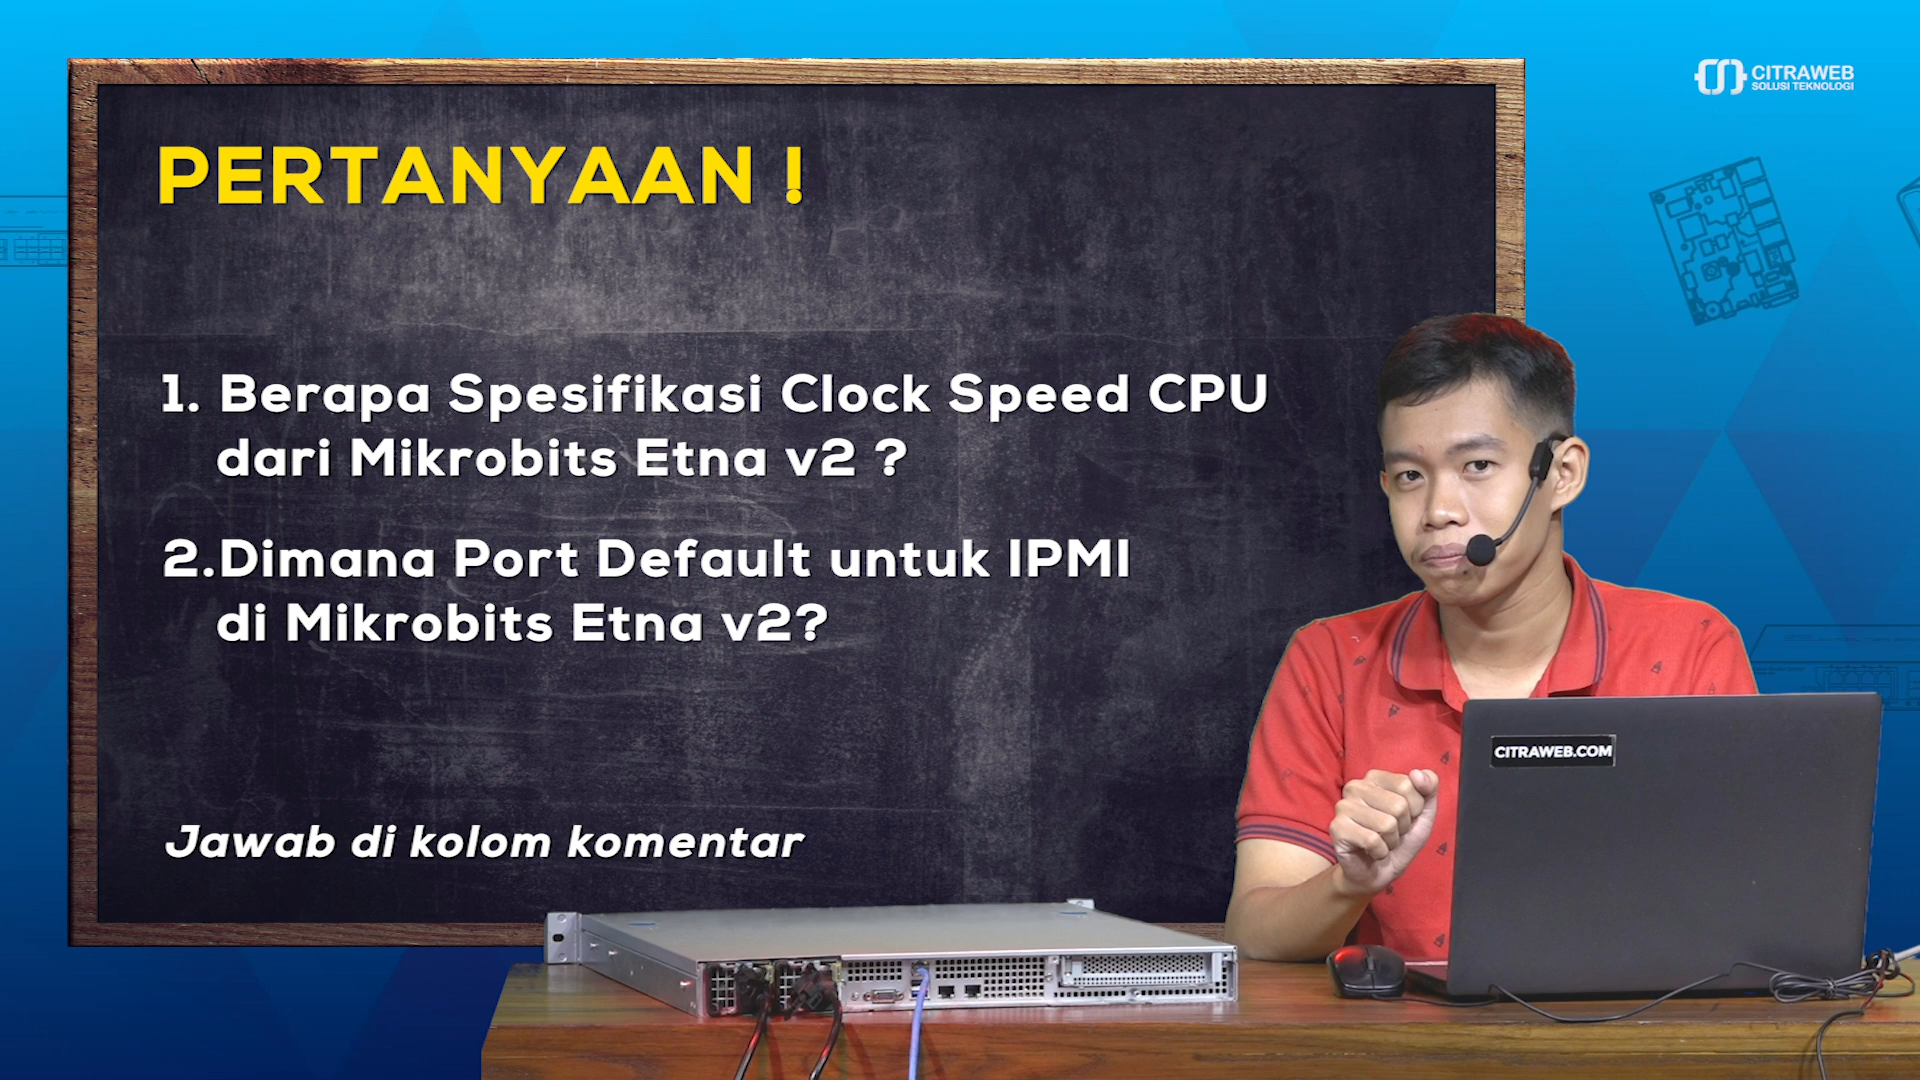 CITRAWEB
SOLUSI TEKNOLOGI
PERTANYAAN !
1. Berapa Spesifikasi Clock Speed CPU
dari Mikrobits Etna v2 ?
2.Dimana Port Default untuk IPMI
di Mikrobits Etna v2?
Jawab di kolom komentar
CITRAWEB.COM